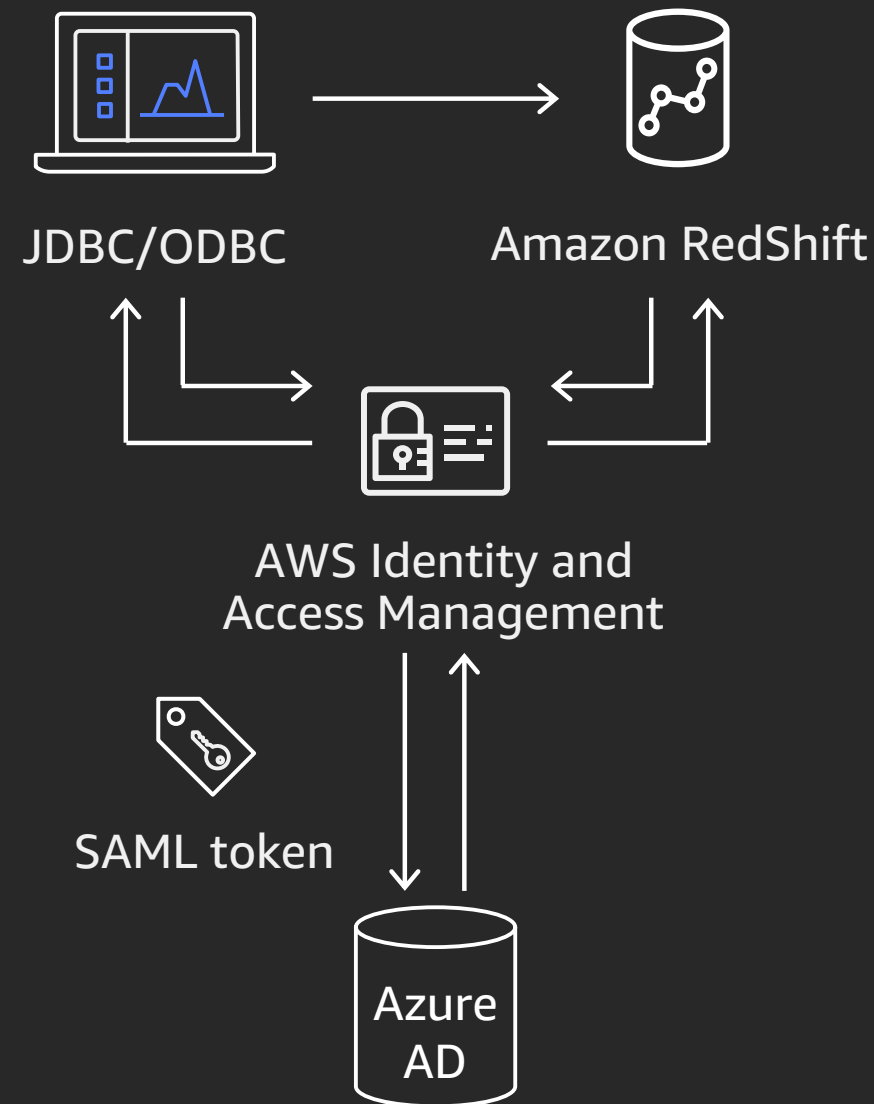 JDBC/ODBC
Amazon RedShift
AWS Identity and
Access Management
SAML token
Azure
AD